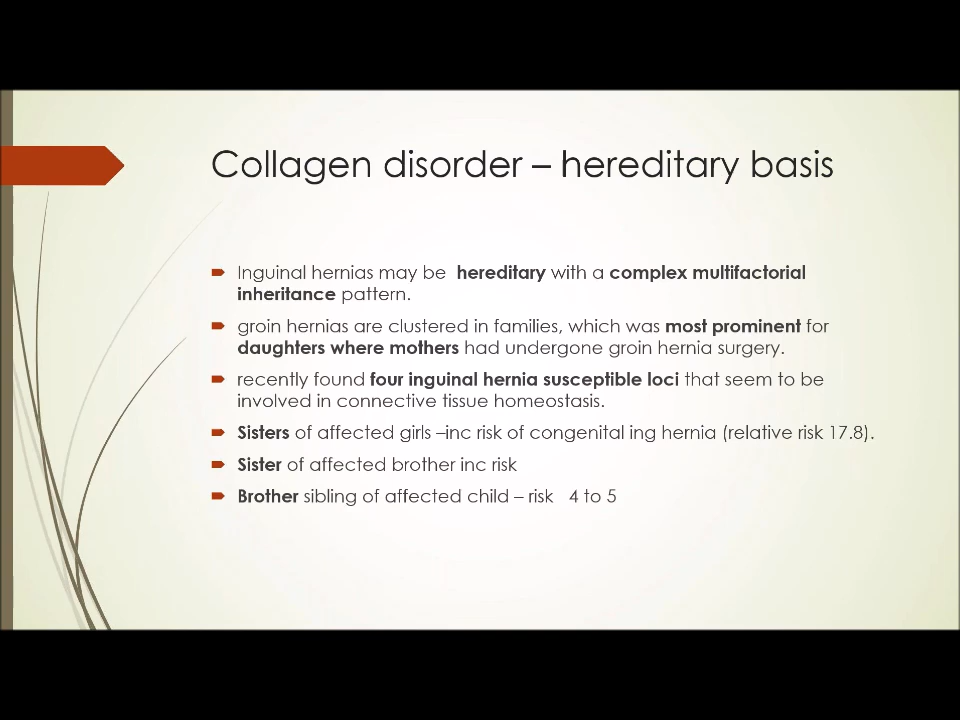 Collagen disorder – hereditary basis
Inguinal hernias may be hereditary with a complex multifactorial
inheritance pattern.
groin hernias are clustered in families, which was most prominent for
daughters where mothers had undergone groin hernia surgery.
recently found four inguinal hernia susceptible loci that seem to be
involved in connective tissue homeostasis.
Sisters of affected girls –inc risk of congenital ing hernia (relative risk 17.8).
Sister of affected brother inc risk
Brother sibling of affected child – risk 4 to 5